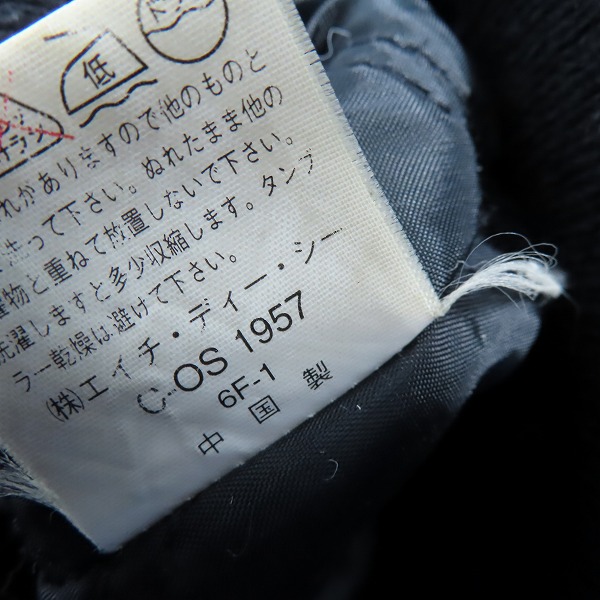 低
れがありますので他のものと
洗って下さい。ぬれたまま他の
物と重ねて放置しないで下さい。
洗濯しますと多少収縮します。タンブ
ラー乾燥は避けて下さい。
(株)エイチ・ディー・シー
C-OS 1957
6F-1
中国製